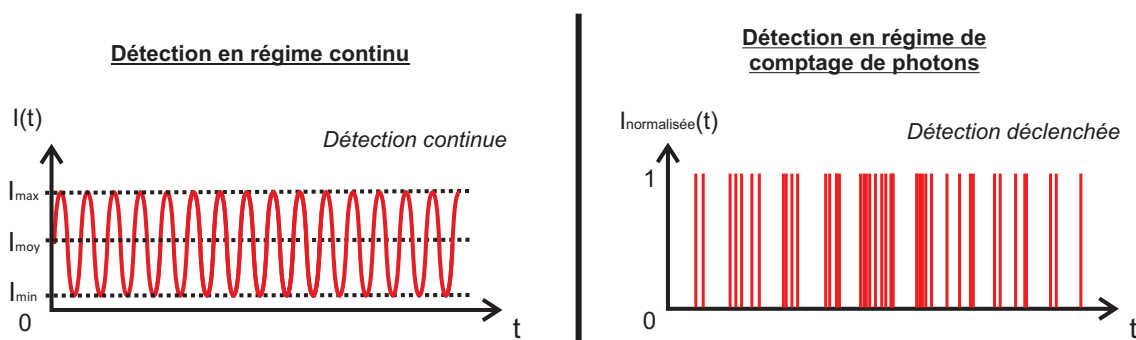 Détection en régime continu
I(t)
Détection continue
Imax
Imoy
Imin
0
t
Détection en régime de
comptage de photons
Inormalisée(t)
Détection déclenchée
1
0
t